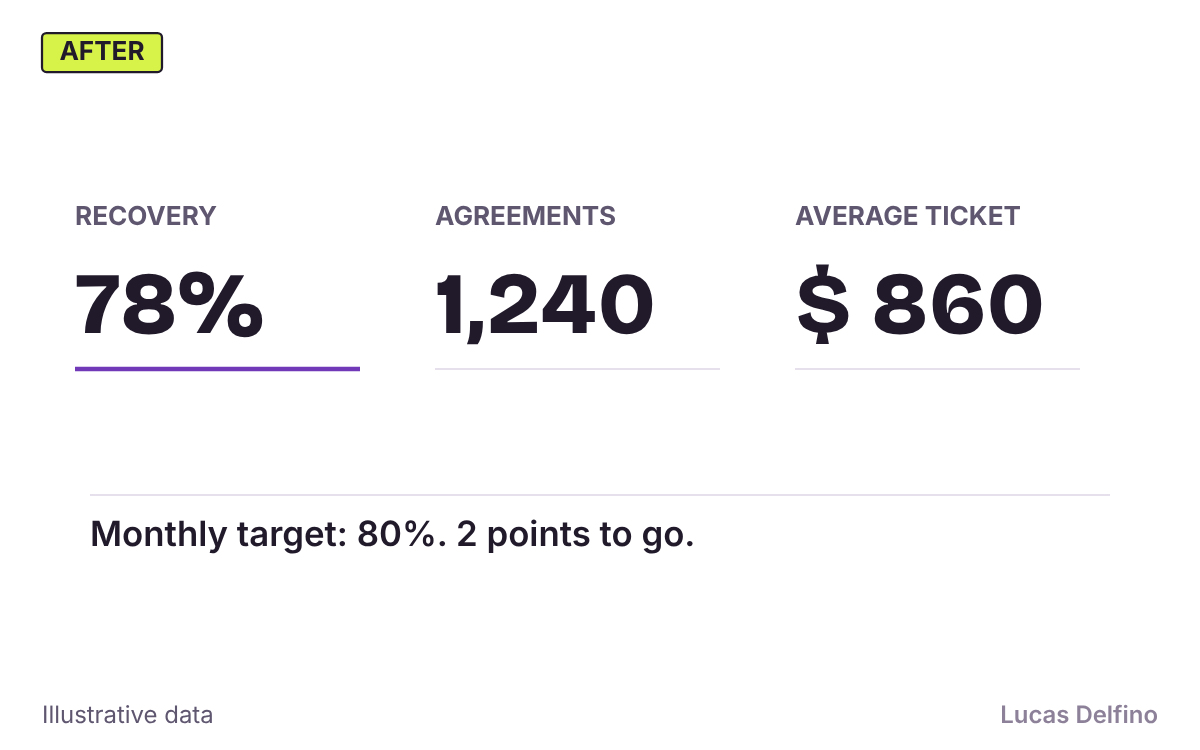 AFTER
RECOVERY
78%
AGREEMENTS
1,240
AVERAGE TICKET
$ 860
Monthly target: 80%. 2 points to go.
Illustrative data
Lucas Delfino